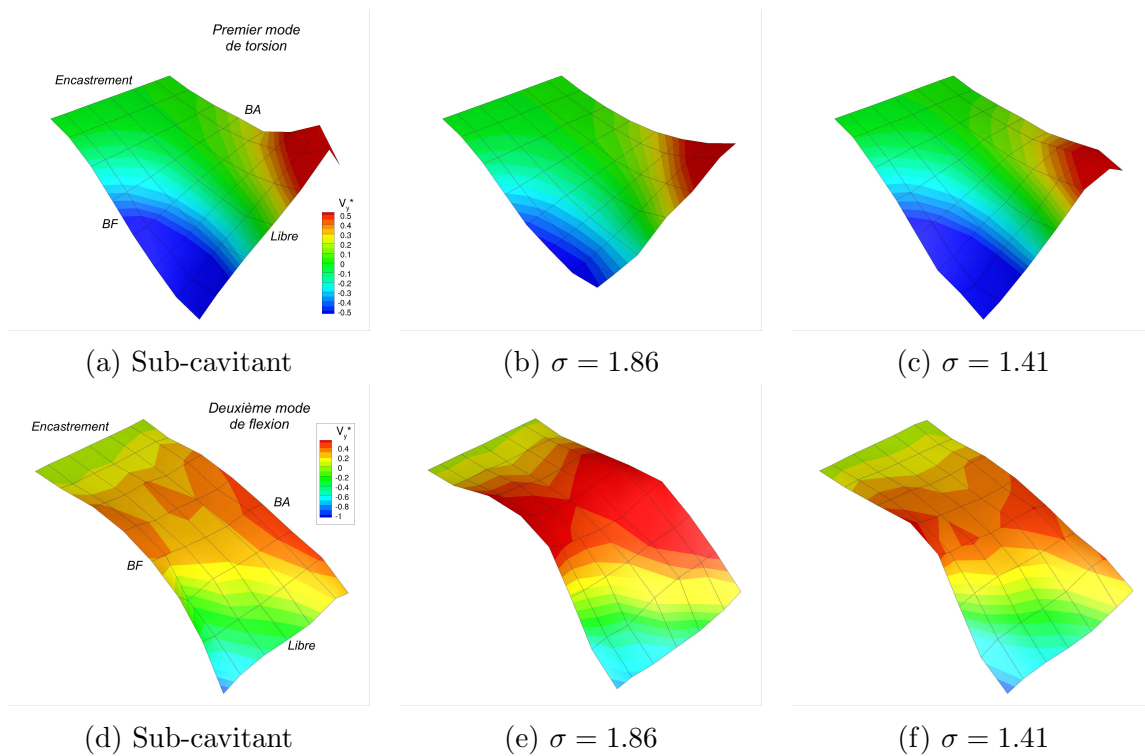 Premier mode
de torsion
Encastrement
BA
BF
Libre
V_y*
0.5
0.4
0.3
0.2
0.1
0
-0.1
-0.2
-0.3
-0.4
-0.5
(a) Sub-cavitant
(b) σ = 1.86
(c) σ = 1.41
Deuxième mode
de flexion
Encastrement
V_y*
0.4
0.2
0
-0.2
-0.4
-0.6
-0.8
-1
BA
BF
Libre
(d) Sub-cavitant
(e) σ = 1.86
(f) σ = 1.41